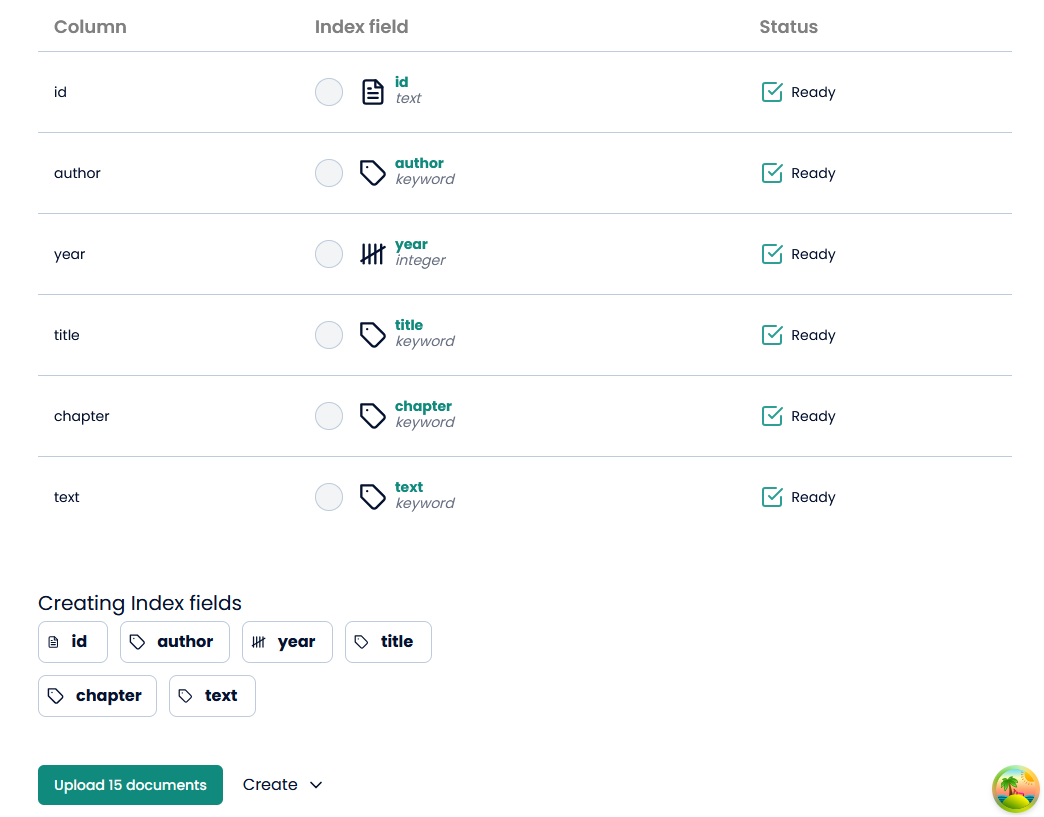 Column Index field Status
id id text Ready
author author keyword Ready
year year integer Ready
title title keyword Ready
chapter chapter keyword Ready
text text keyword Ready
Creating Index fields
id author year title
chapter text
Upload 15 documents Create